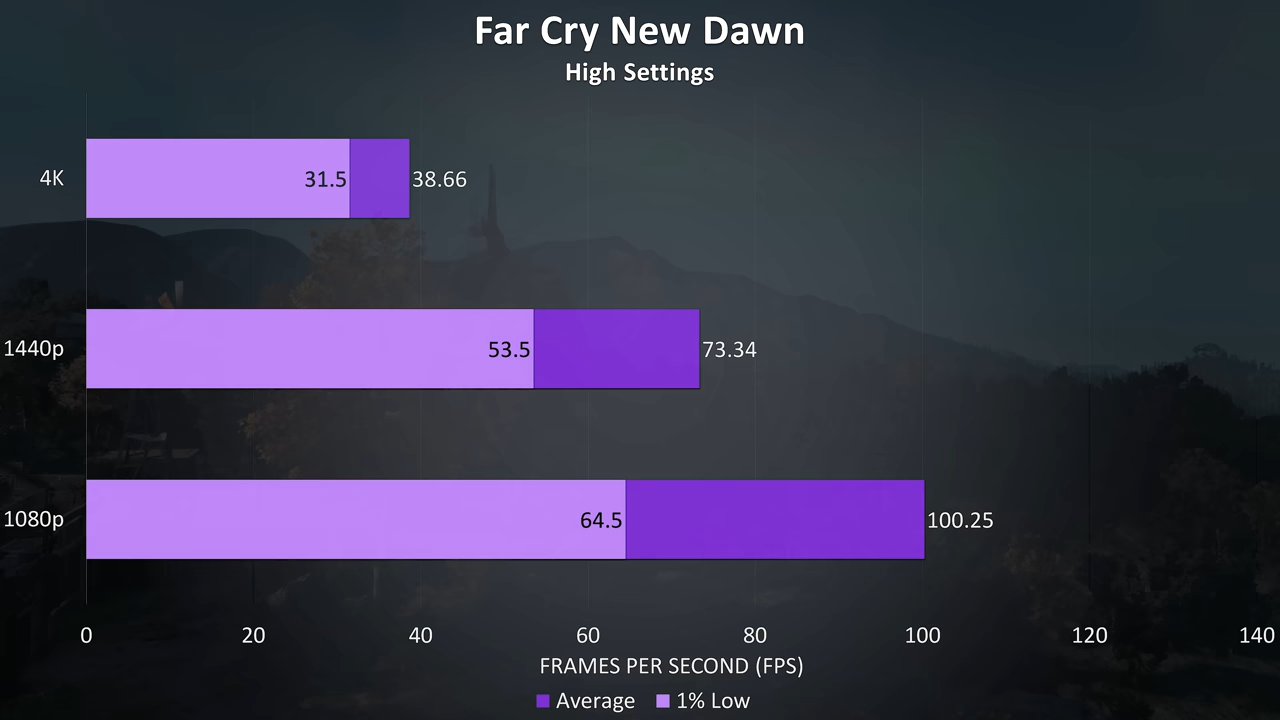 Far Cry New Dawn
High Settings
4K
31.5
38.66
1440p
53.5
73.34
1080p
64.5
100.25
0 20 40 60 80 100 120 140
FRAMES PER SECOND (FPS)
Average 1% Low